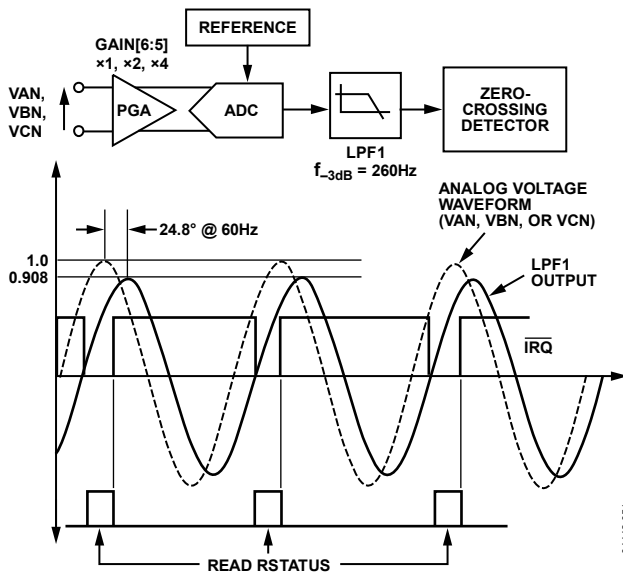 REFERENCE
GAIN[6:5]
×1, ×2, ×4
VAN,
VBN,
VCN
PGA
ADC
LPF1
f–3dB = 260Hz
ZERO-
CROSSING
DETECTOR
24.8° @ 60Hz
ANALOG VOLTAGE
WAVEFORM
(VAN, VBN, OR VCN)
1.0
0.908
LPF1
OUTPUT
IRQ
READ RSTATUS